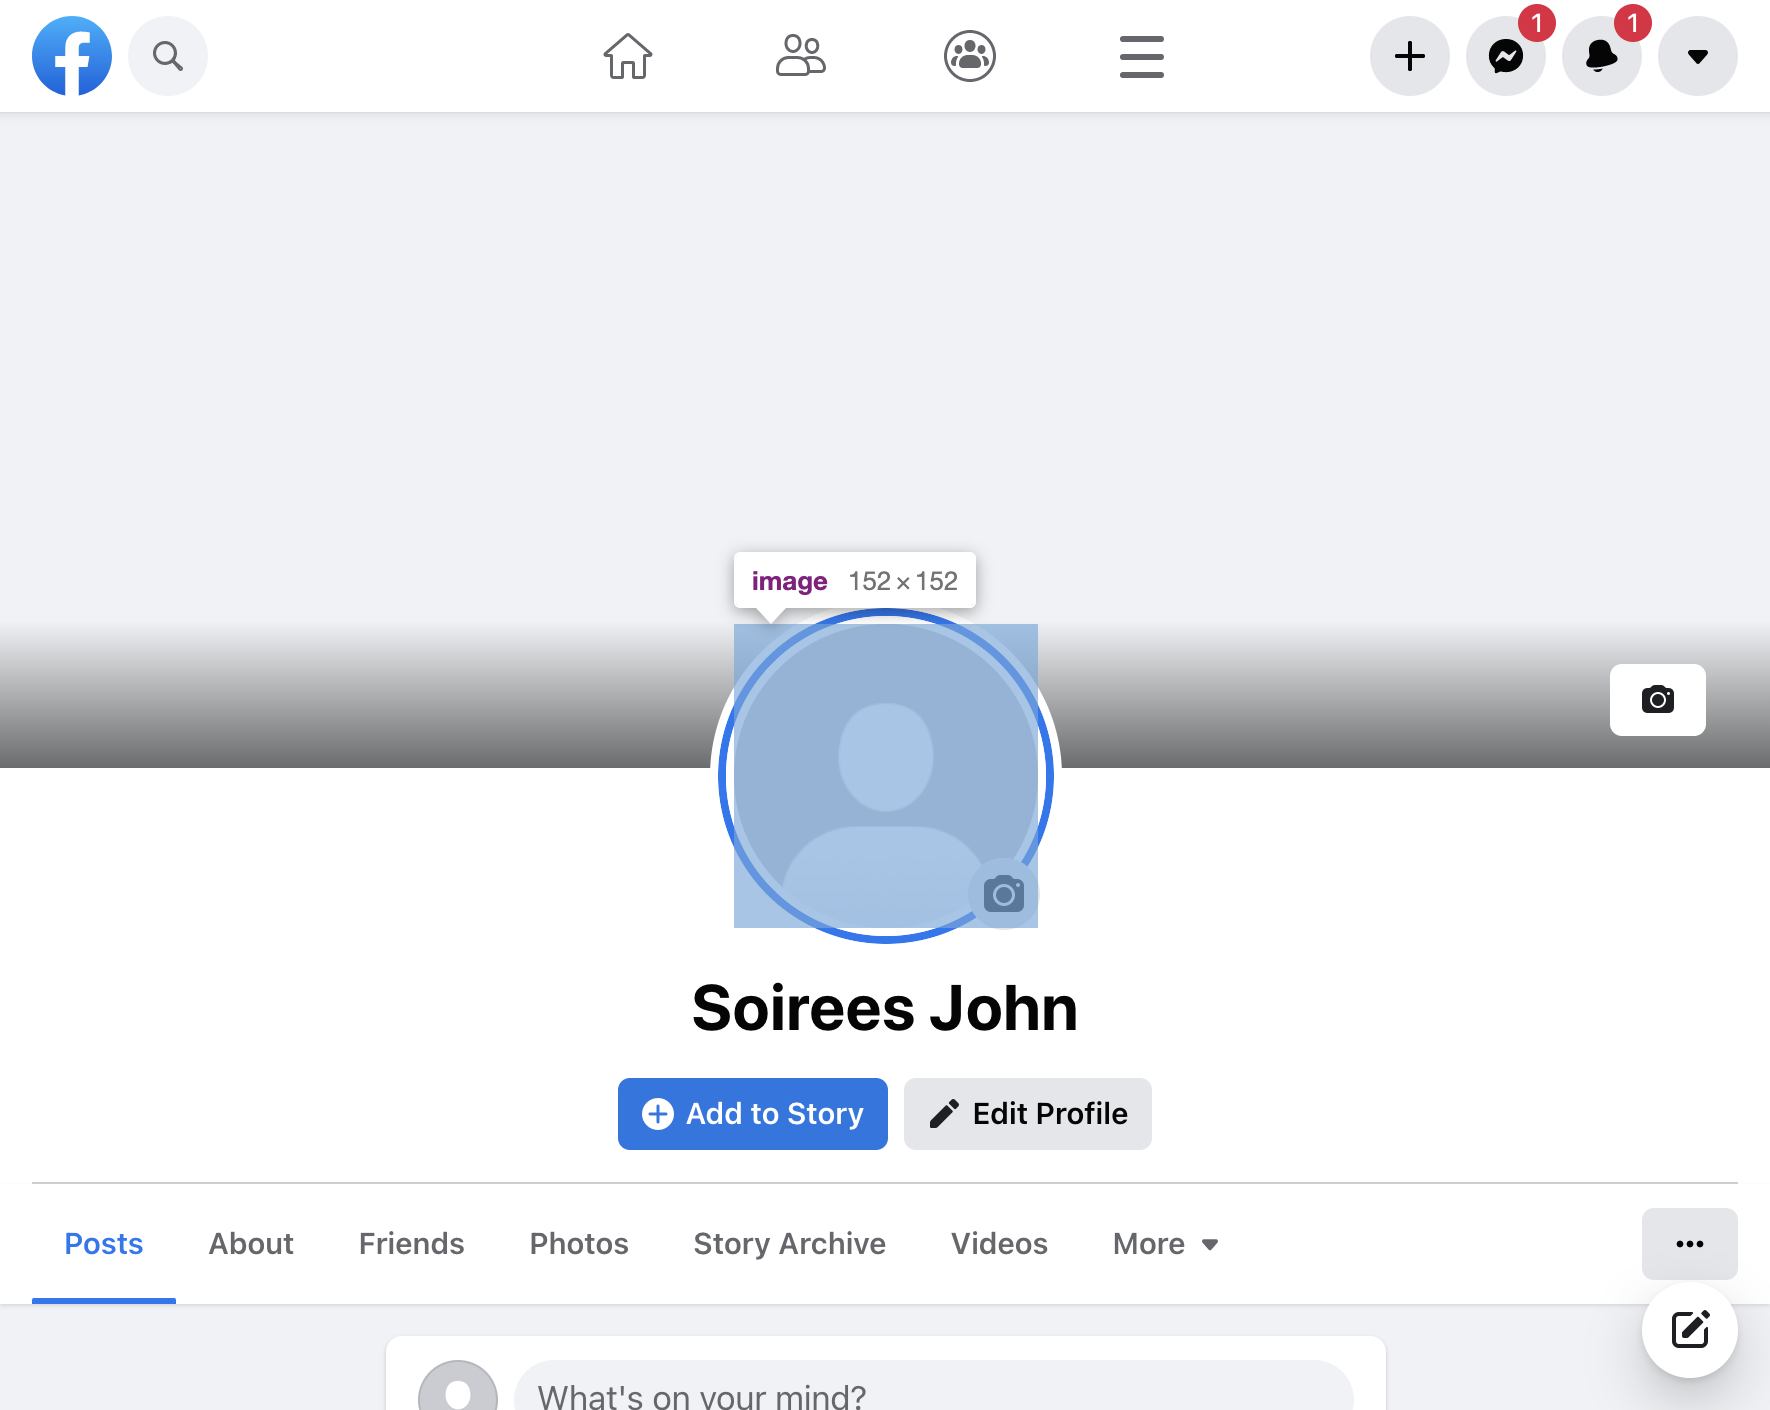 1
1
image 152×152
Soirees John
Add to Story
Edit Profile
Posts
About
Friends
Photos
Story Archive
Videos
More
What's on your mind?